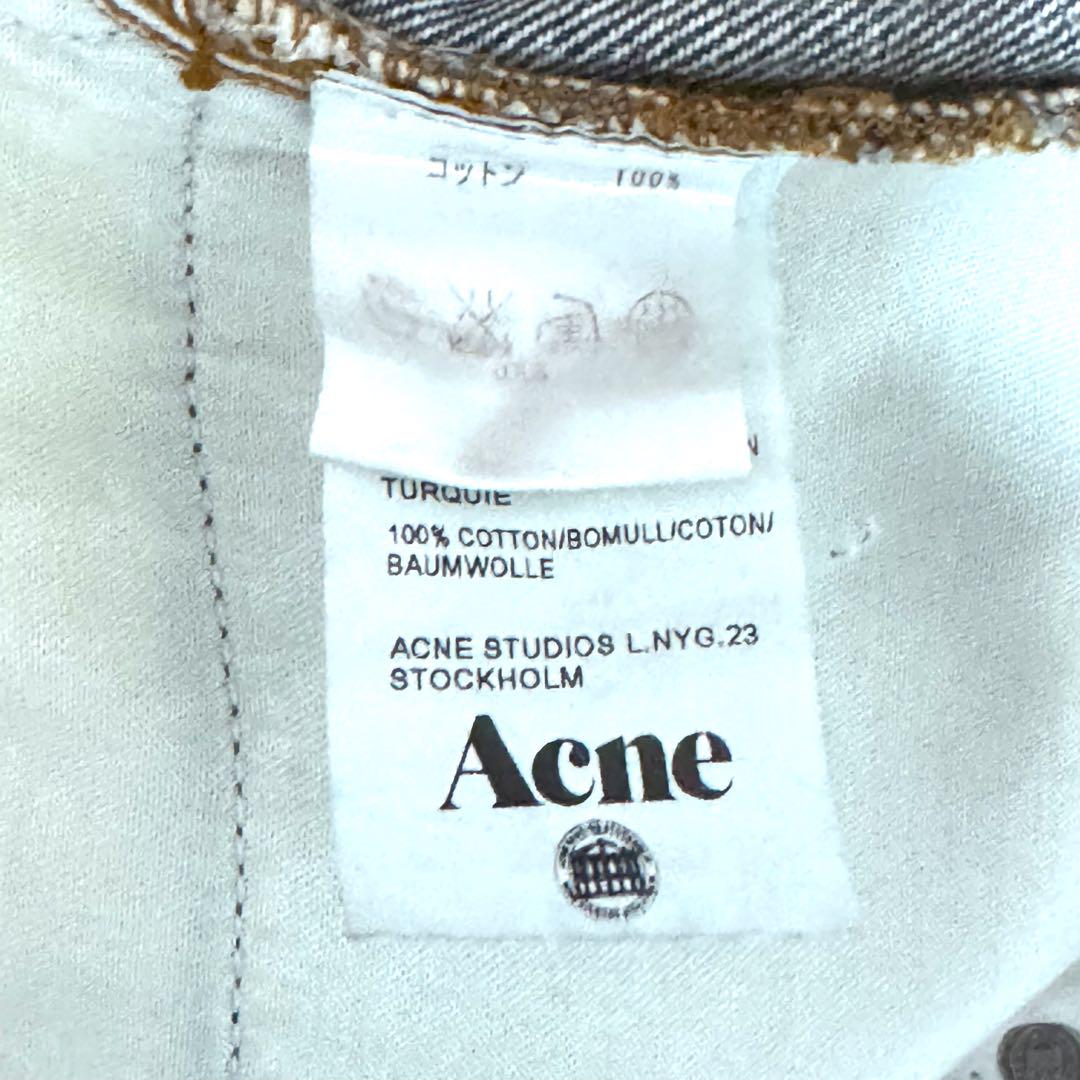 コットン 100%
TURQUIE
100% COTTON/BOMULL/COTON/
BAUMWOLLE
ACNE STUDIOS L.NYG.23
STOCKHOLM
Acne